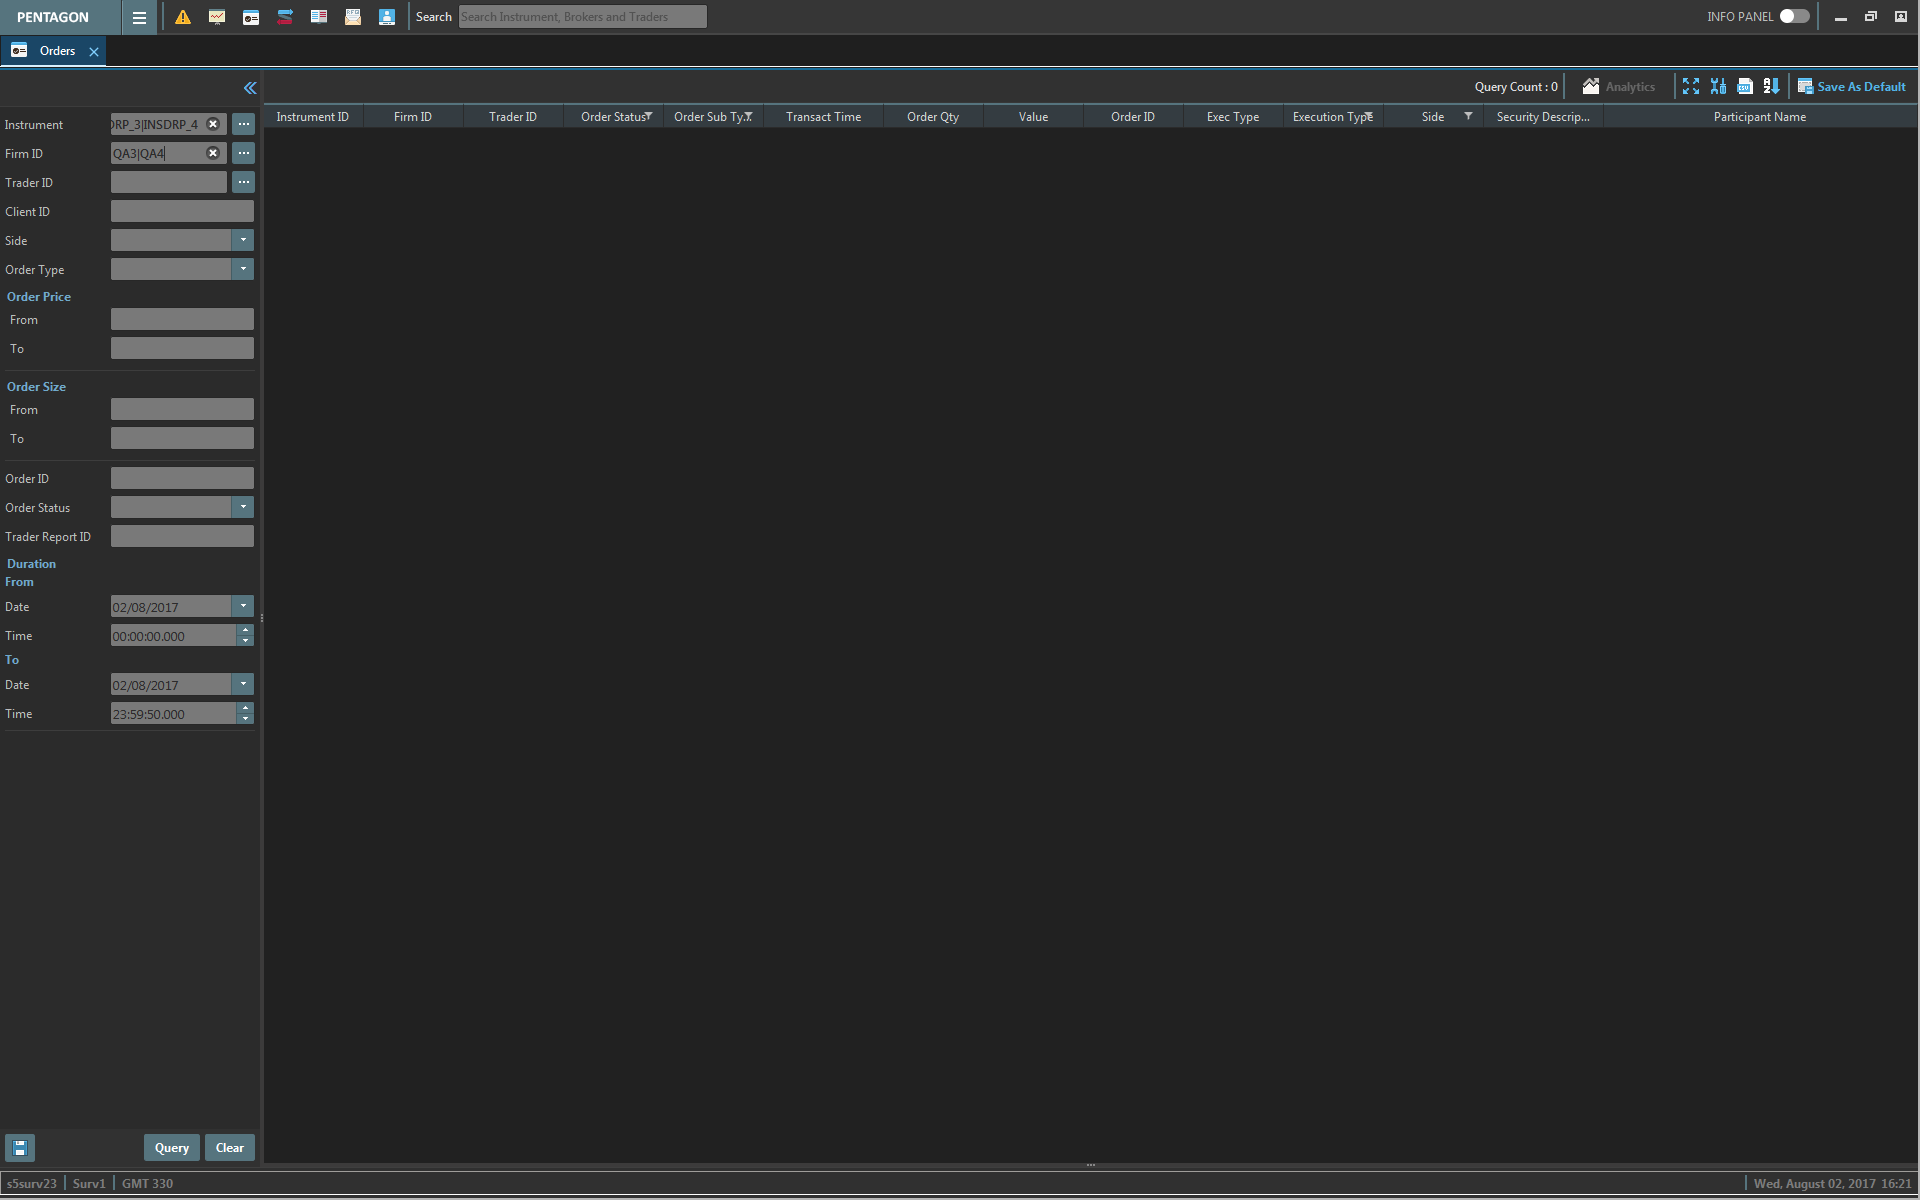 PENTAGON
Search
Search Instrument, Brokers and Traders
INFO PANEL
Orders
Query Count : 0
Analytics
Save As Default
Instrument ID
Firm ID
Trader ID
Order Status
Order Sub Ty...
Transact Time
Order Qty
Value
Order ID
Exec Type
Execution Type
Side
Security Descrip...
Participant Name
Instrument
DRP_3|INSDRP_4
...
Firm ID
QA3|QA4
...
Trader ID
...
Client ID
Side
Order Type
Order Price
From
To
Order Size
From
To
Order ID
Order Status
Trader Report ID
Duration
From
Date
02/08/2017
Time
00:00:00.000
To
Date
02/08/2017
Time
23:59:50.000
Query
Clear
s5surv23
Surv1
GMT 330
Wed, August 02, 2017 16:21